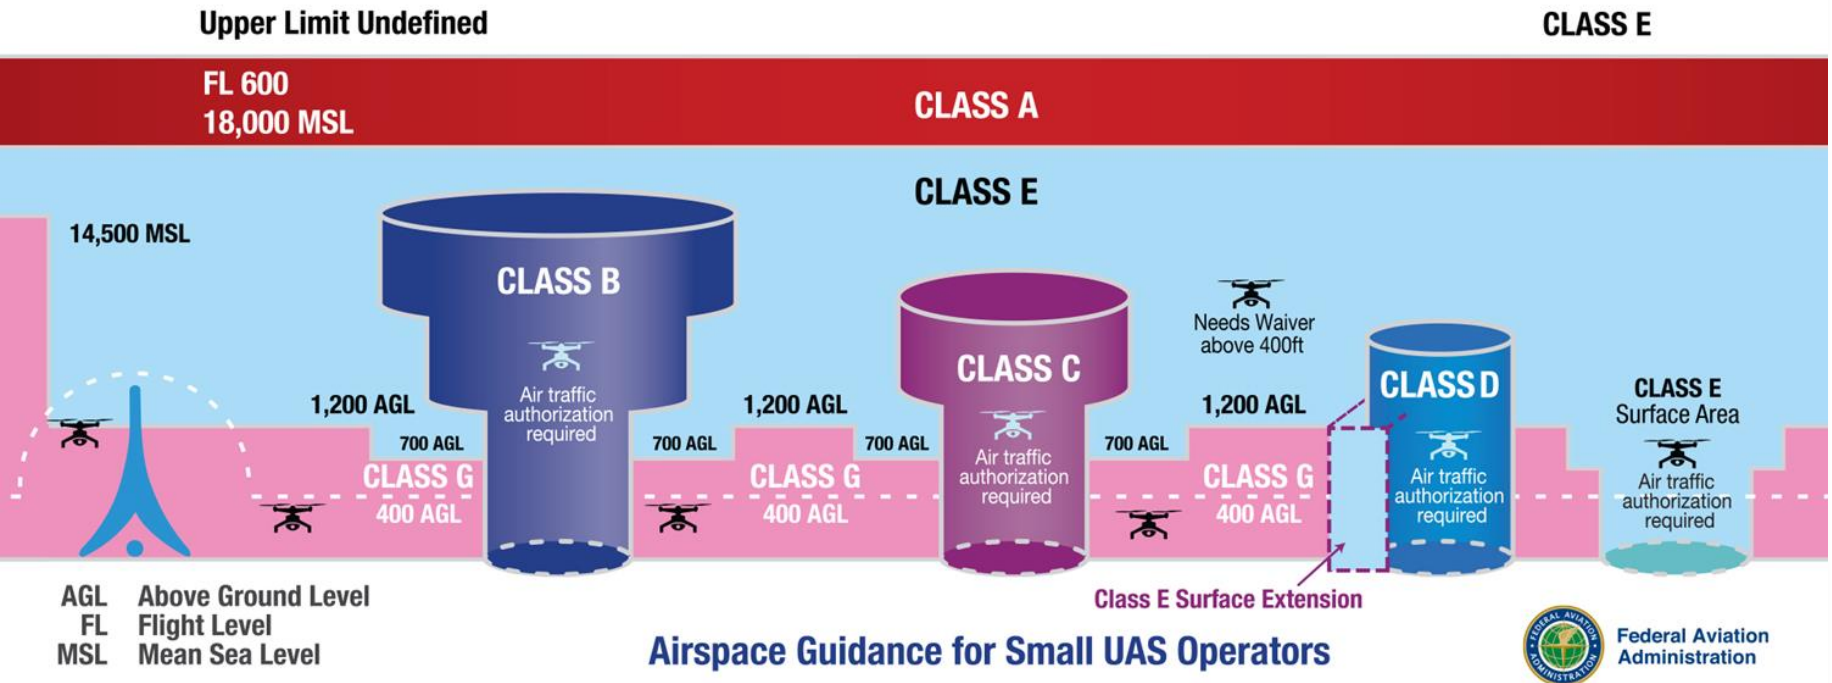 Upper Limit Undefined
CLASS E
FL 600
18,000 MSL
CLASS A
CLASS E
14,500 MSL
CLASS B
Air traffic
authorization
required
CLASS C
Air traffic
authorization
required
Needs Waiver
above 400ft
CLASS D
Air traffic
authorization
required
CLASS E
Surface Area
Air traffic
authorization
required
1,200 AGL
700 AGL
CLASS G
400 AGL
700 AGL
1,200 AGL
CLASS G
400 AGL
700 AGL
700 AGL
1,200 AGL
CLASS G
400 AGL
Class E Surface Extension
AGL Above Ground Level
FL Flight Level
MSL Mean Sea Level
Airspace Guidance for Small UAS Operators
FEDERAL AVIATION
ADMINISTRATION
Federal Aviation
Administration